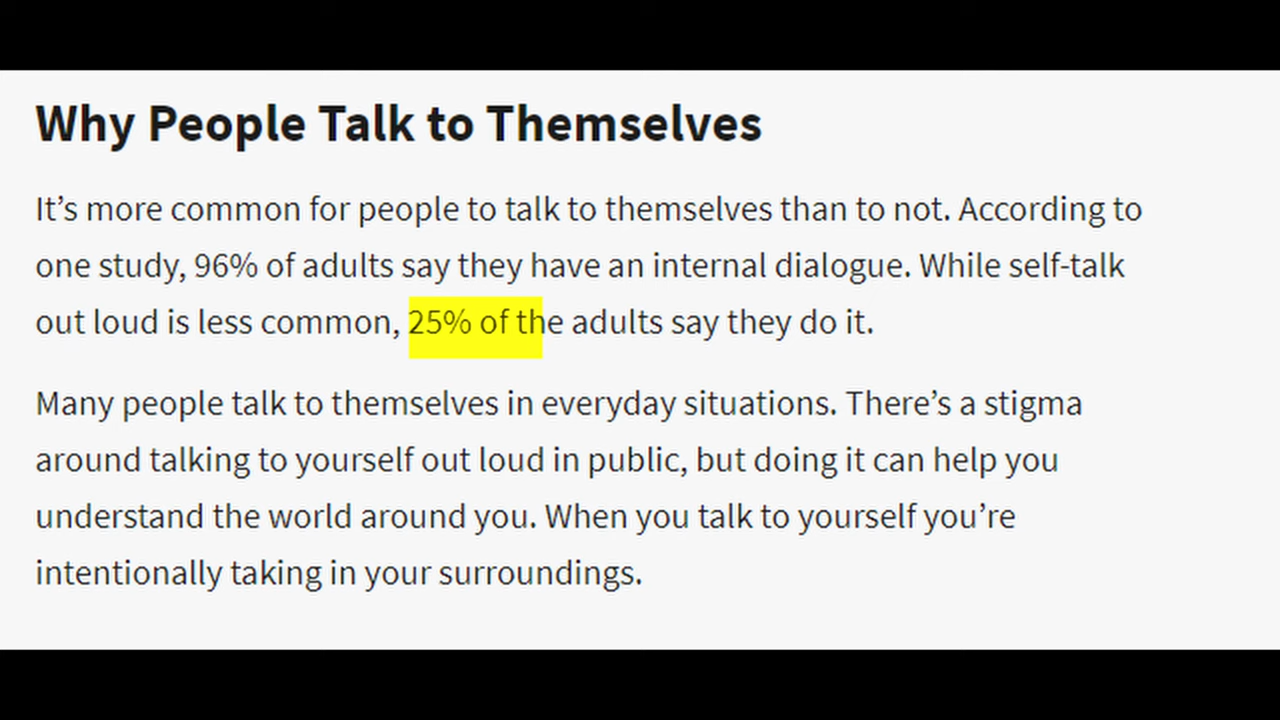 Why People Talk to Themselves
It’s more common for people to talk to themselves than to not. According to
one study, 96% of adults say they have an internal dialogue. While self-talk
out loud is less common, 25% of the adults say they do it.
Many people talk to themselves in everyday situations. There’s a stigma
around talking to yourself out loud in public, but doing it can help you
understand the world around you. When you talk to yourself you’re
intentionally taking in your surroundings.